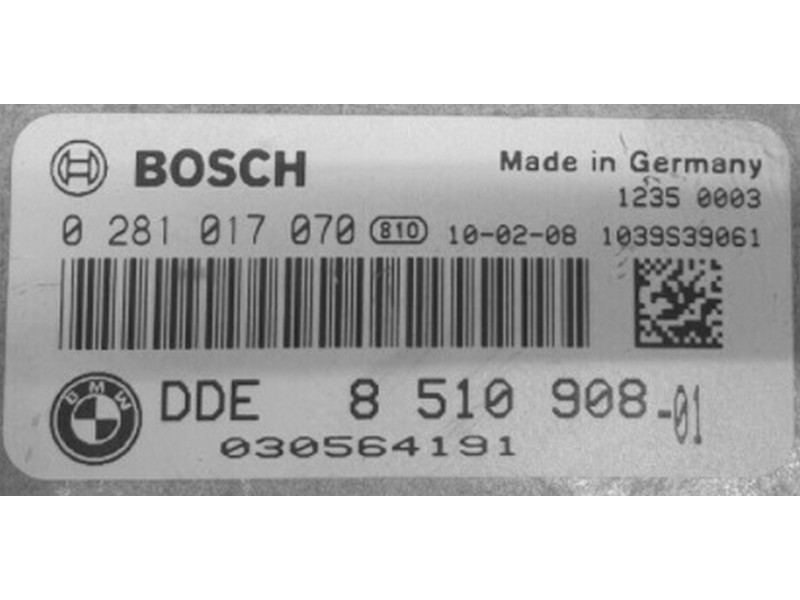 BOSCH Made in Germany
1235 0003
0 281 017 070 810 10-02-08 1039S39061
BMW DDE 8 510 908-01
030564191